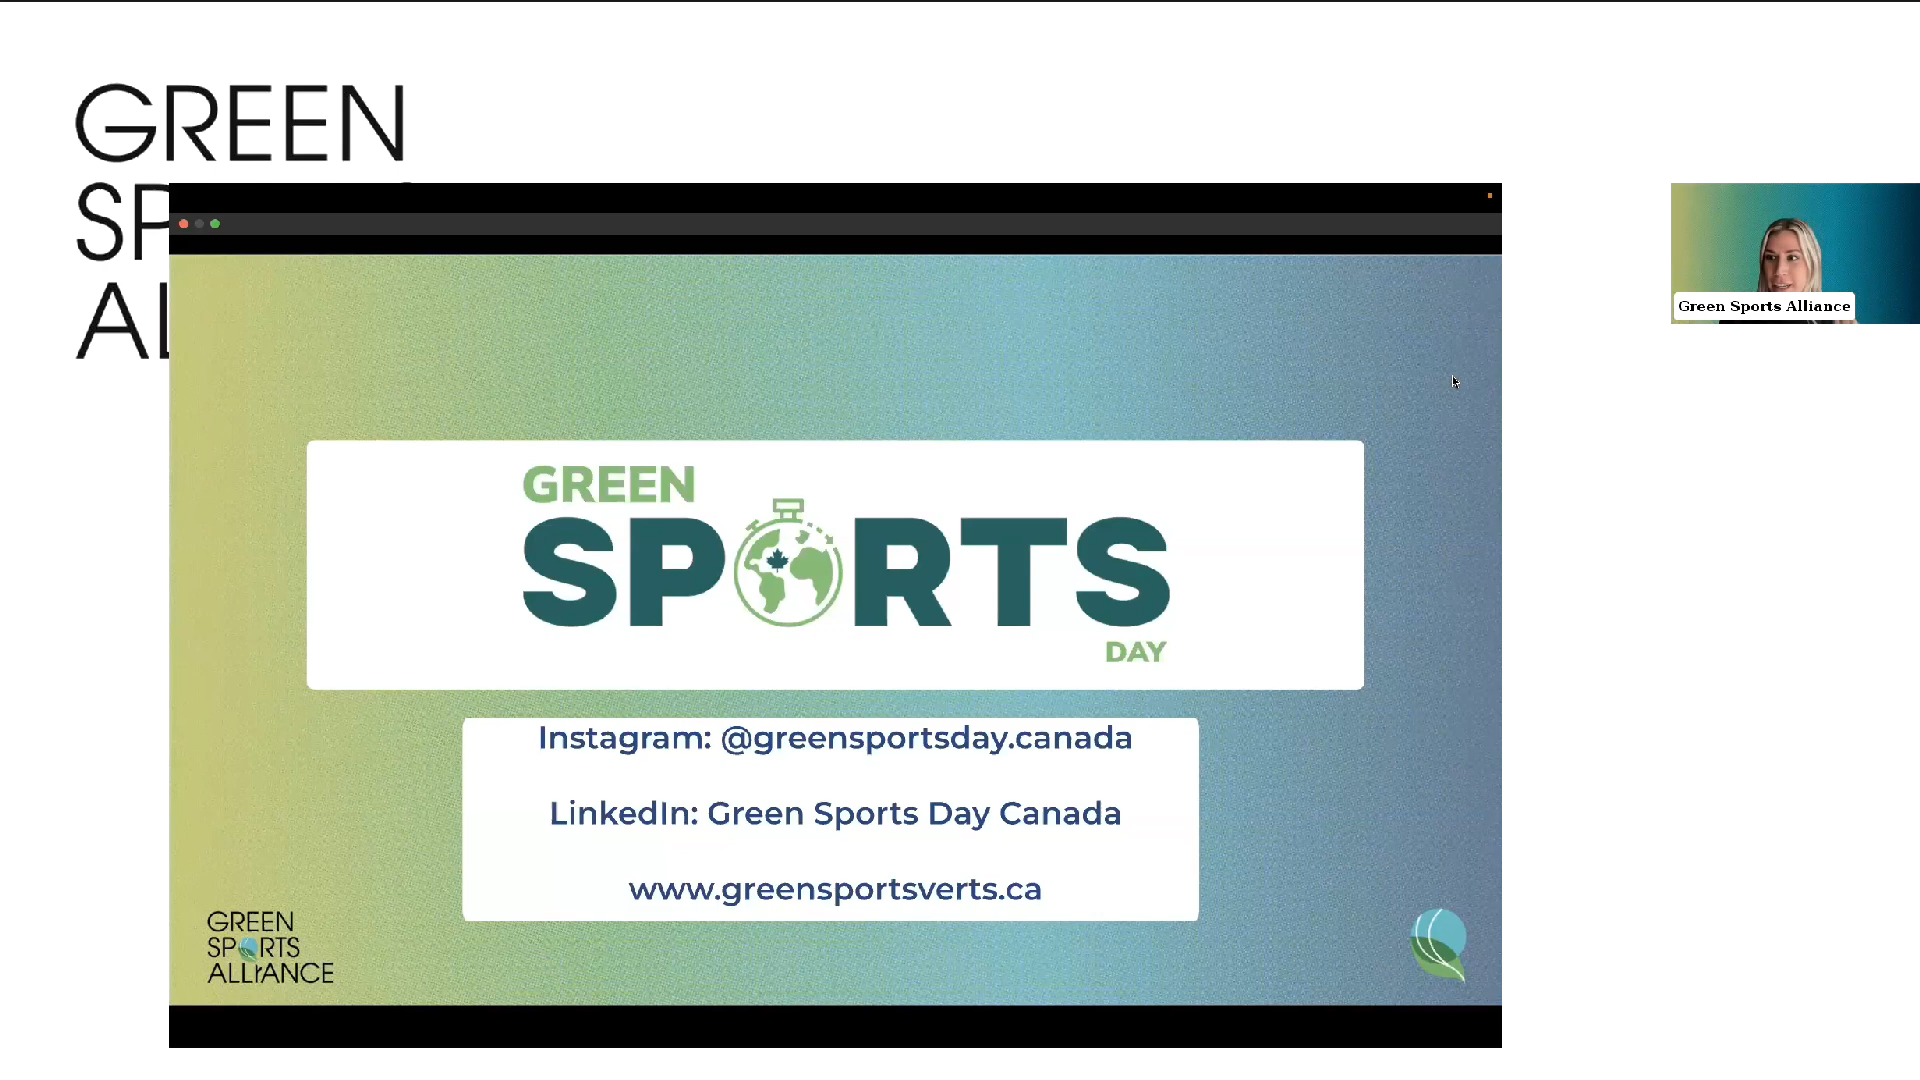 GREEN
SP
AL
GREEN
SPORTS
DAY
Instagram: @greensportsday.canada
LinkedIn: Green Sports Day Canada
www.greensportsverts.ca
GREEN
SPORTS
ALLIANCE
Green Sports Alliance